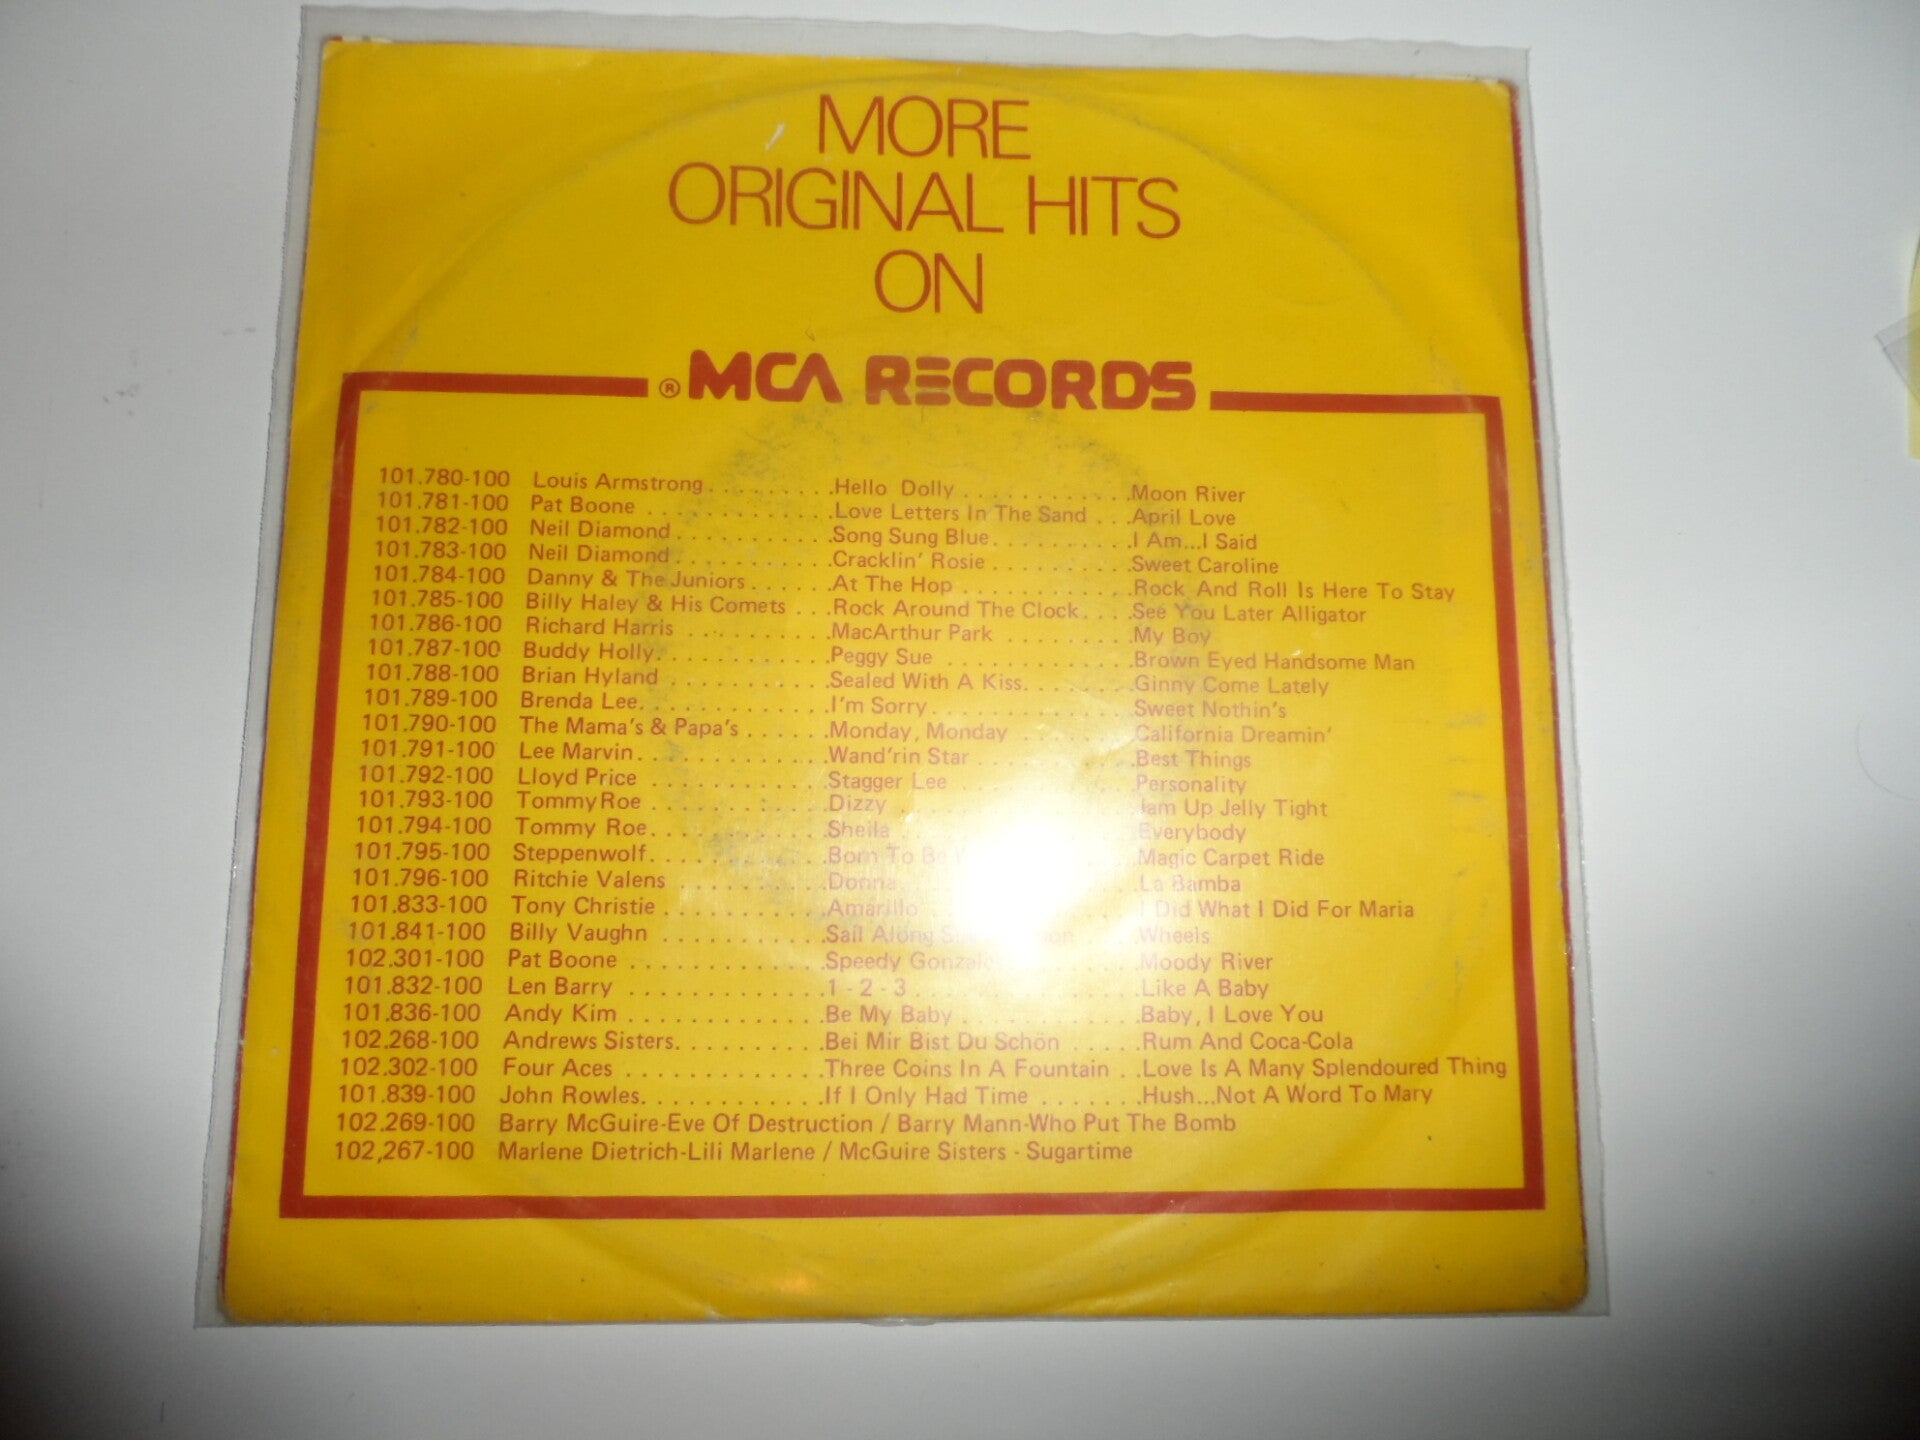 MORE
ORIGINAL HITS
ON
® MCA RECORDS
101.780-100 Louis Armstrong. . . . . . . . . .Hello Dolly . . . . . . . . . . . .Moon River
101.781-100 Pat Boone . . . . . . . . . . . . .Love Letters In The Sand . . .April Love
101.782-100 Neil Diamond. . . . . . . . . . .Song Sung Blue. . . . . . . . . .I Am...I Said
101.783-100 Neil Diamond. . . . . . . . . . .Cracklin' Rosie . . . . . . . . . .Sweet Caroline
101.784-100 Danny & The Juniors. . . . . .At The Hop . . . . . . . . . . . .Rock And Roll Is Here To Stay
101.785-100 Billy Haley & His Comets . . .Rock Around The Clock. . . .See You Later Alligator
101.786-100 Richard Harris . . . . . . . . . .MacArthur Park . . . . . . . . .My Boy
101.787-100 Buddy Holly. . . . . . . . . . . .Peggy Sue . . . . . . . . . . . . .Brown Eyed Handsome Man
101.788-100 Brian Hyland . . . . . . . . . . .Sealed With A Kiss. . . . . . . .Ginny Come Lately
101.789-100 Brenda Lee. . . . . . . . . . . . .I'm Sorry. . . . . . . . . . . . . .Sweet Nothin's
101.790-100 The Mama's & Papa's . . . . . .Monday, Monday . . . . . . . .California Dreamin'
101.791-100 Lee Marvin. . . . . . . . . . . . .Wand'rin Star . . . . . . . . . . .Best Things
101.792-100 Lloyd Price . . . . . . . . . . . .Stagger Lee . . . . . . . . . . . .Personality
101.793-100 Tommy Roe . . . . . . . . . . . .Dizzy . . . . . . . . . . . . . . . .Jam Up Jelly Tight
101.794-100 Tommy Roe. . . . . . . . . . . .Sheila . . . . . . . . . . . . . . . .Everybody
101.795-100 Steppenwolf. . . . . . . . . . . .Born To Be . . . .Magic Carpet Ride
101.796-100 Ritchie Valens . . . . . . . . . .Donna . . . . .La Bamba
101.833-100 Tony Christie . . . . . . . . . . .Amarillo . . . . .I Did What I Did For Maria
101.841-100 Billy Vaughn . . . . . . . . . . .Sail Along . . .Wheels
102.301-100 Pat Boone . . . . . . . . . . . . .Speedy Gonzales . . . .Moody River
101.832-100 Len Barry . . . . . . . . . . . . .1 - 2 - 3 . . . . . . . . . . . . . .Like A Baby
101.836-100 Andy Kim . . . . . . . . . . . . .Be My Baby . . . . . . . . . . . .Baby, I Love You
102.268-100 Andrews Sisters. . . . . . . . . .Bei Mir Bist Du Schön . . . . .Rum And Coca-Cola
102.302-100 Four Aces . . . . . . . . . . . . .Three Coins In A Fountain . .Love Is A Many Splendoured Thing
101.839-100 John Rowles. . . . . . . . . . . .If I Only Had Time . . . . . . .Hush...Not A Word To Mary
102.269-100 Barry McGuire-Eve Of Destruction / Barry Mann-Who Put The Bomb
102,267-100 Marlene Dietrich-Lili Marlene / McGuire Sisters - Sugartime